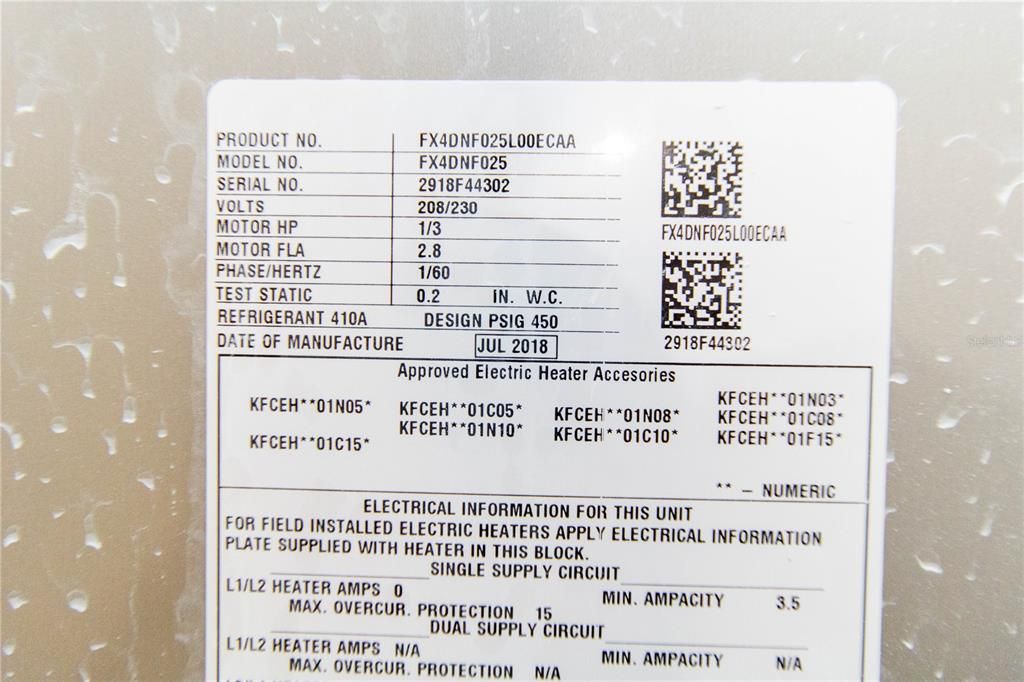 PRODUCT NO. FX4DNF025L00ECAA
MODEL NO. FX4DNF025
SERIAL NO. 2918F44302
VOLTS 208/230
MOTOR HP 1/3
MOTOR FLA 2.8
PHASE/HERTZ 1/60
TEST STATIC 0.2 IN. W.C.
REFRIGERANT 410A DESIGN PSIG 450
DATE OF MANUFACTURE JUL 2018
FX4DNF025L00ECAA
2918F44302
Approved Electric Heater Accesories
KFCEH**01N05* KFCEH**01C05* KFCEH**01N08* KFCEH**01N03*
KFCEH**01C08*
KFCEH**01C15* KFCEH**01N10* KFCEH**01C10* KFCEH**01F15*
** – NUMERIC
ELECTRICAL INFORMATION FOR THIS UNIT
FOR FIELD INSTALLED ELECTRIC HEATERS APPLY ELECTRICAL INFORMATION
PLATE SUPPLIED WITH HEATER IN THIS BLOCK.
SINGLE SUPPLY CIRCUIT
L1/L2 HEATER AMPS 0 MIN. AMPACITY 3.5
MAX. OVERCUR. PROTECTION 15
DUAL SUPPLY CIRCUIT
L1/L2 HEATER AMPS N/A MIN. AMPACITY N/A
MAX. OVERCUR. PROTECTION N/A